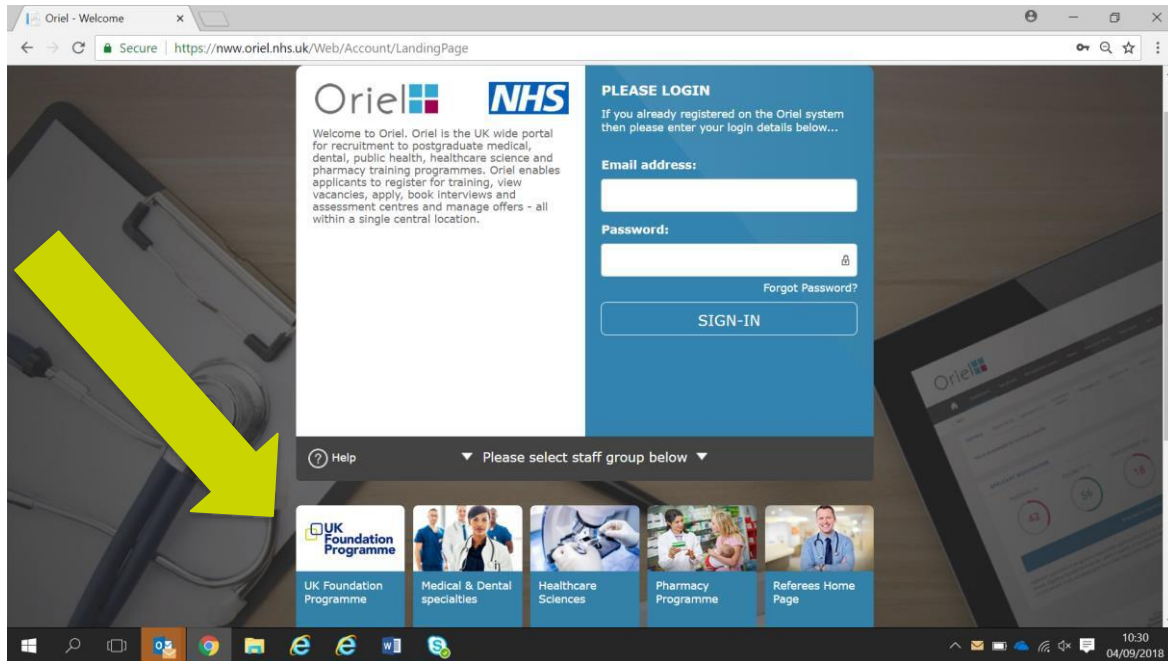 Oriel - Welcome
Secure
https://nww.oriel.nhs.uk/Web/Account/LandingPage
Oriel
NHS
Welcome to Oriel. Oriel is the UK wide portal
for recruitment to postgraduate medical,
dental, public health, healthcare science and
pharmacy training programmes. Oriel enables
applicants to register for training, view
vacancies, apply, book interviews and
assessment centres and manage offers - all
within a single central location.
PLEASE LOGIN
If you already registered on the Oriel system
then please enter your login details below...
Email address:
Password:
Forgot Password?
SIGN-IN
Oriel
42
56
18
? Help
▼ Please select staff group below ▼
UK
Foundation
Programme
UK Foundation
Programme
Medical & Dental
specialties
Healthcare
Sciences
Pharmacy
Programme
Referees Home
Page
10:30
04/09/2018